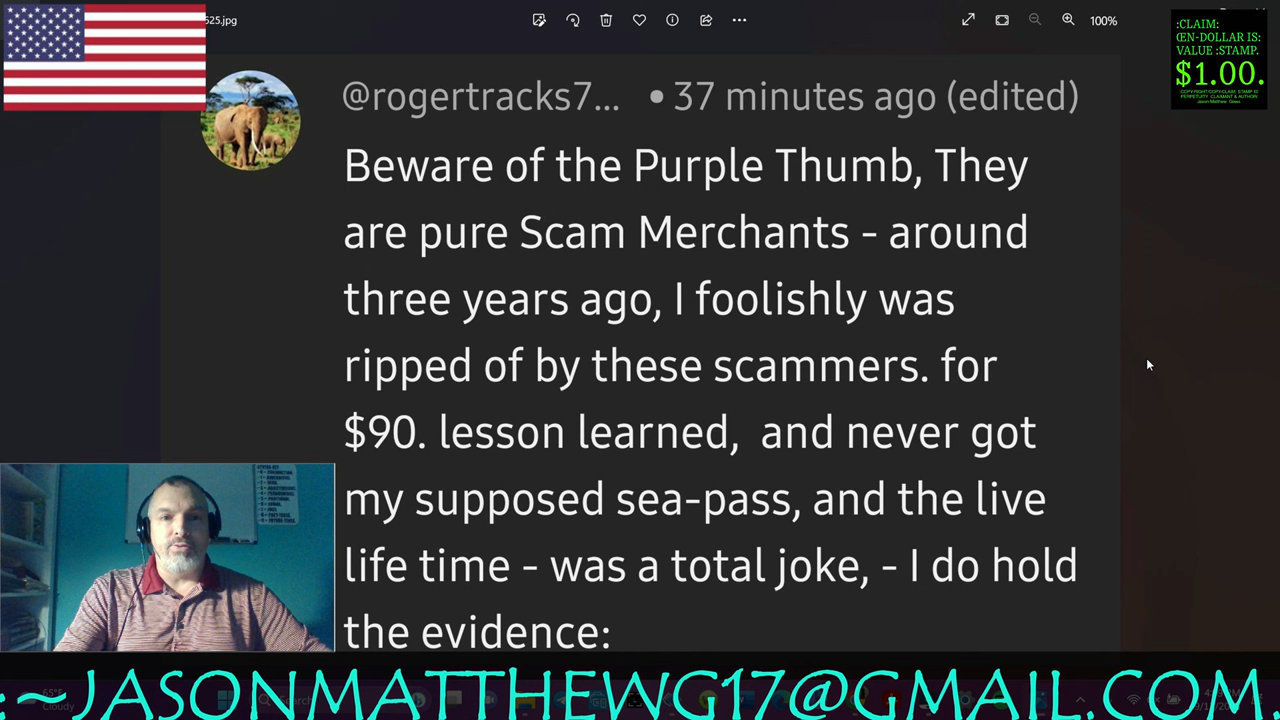 525.jpg
100%
:CLAIM:
ŒN-DOLLAR IS:
VALUE :STAMP.
$1.00.
@rogertracks7... • 37 minutes ago (edited)
Beware of the Purple Thumb, They
are pure Scam Merchants - around
three years ago, I foolishly was
ripped of by these scammers. for
$90. lesson learned,  and never got
my supposed sea-pass, and the live
life time - was a total joke, - I do hold
the evidence:
:~JASONMATTHEWG17@GMAIL.COM.
65°F
Cloudy